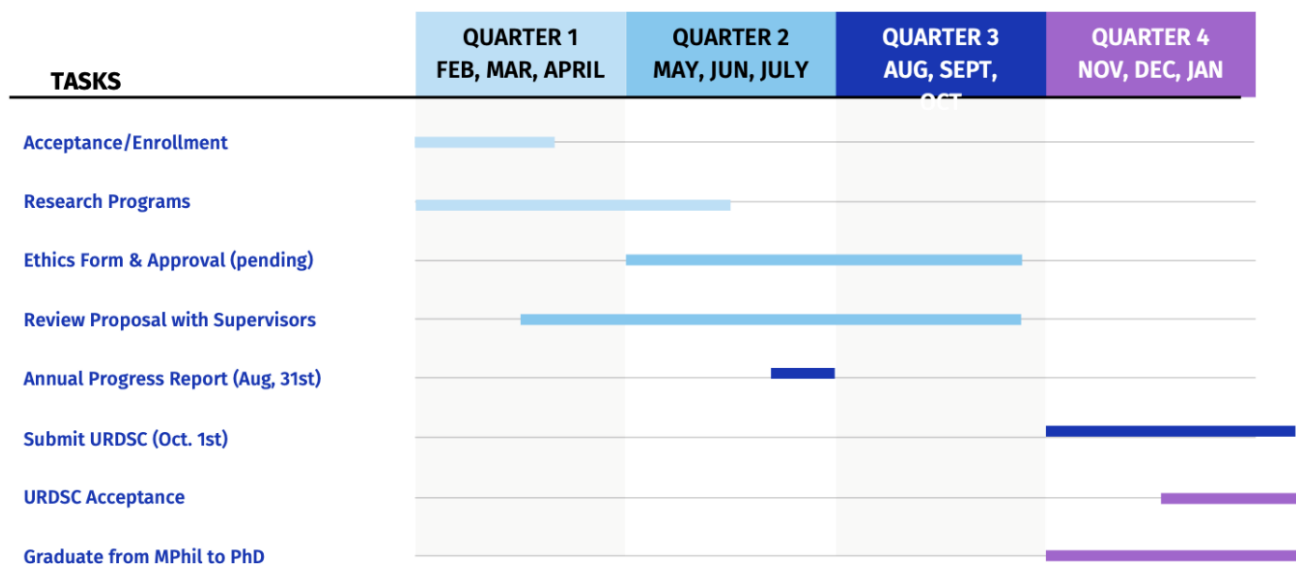 TASKS
QUARTER 1
FEB, MAR, APRIL
QUARTER 2
MAY, JUN, JULY
QUARTER 3
AUG, SEPT,
OCT
QUARTER 4
NOV, DEC, JAN
Acceptance/Enrollment
Research Programs
Ethics Form & Approval (pending)
Review Proposal with Supervisors
Annual Progress Report (Aug, 31st)
Submit URDSC (Oct. 1st)
URDSC Acceptance
Graduate from MPhil to PhD